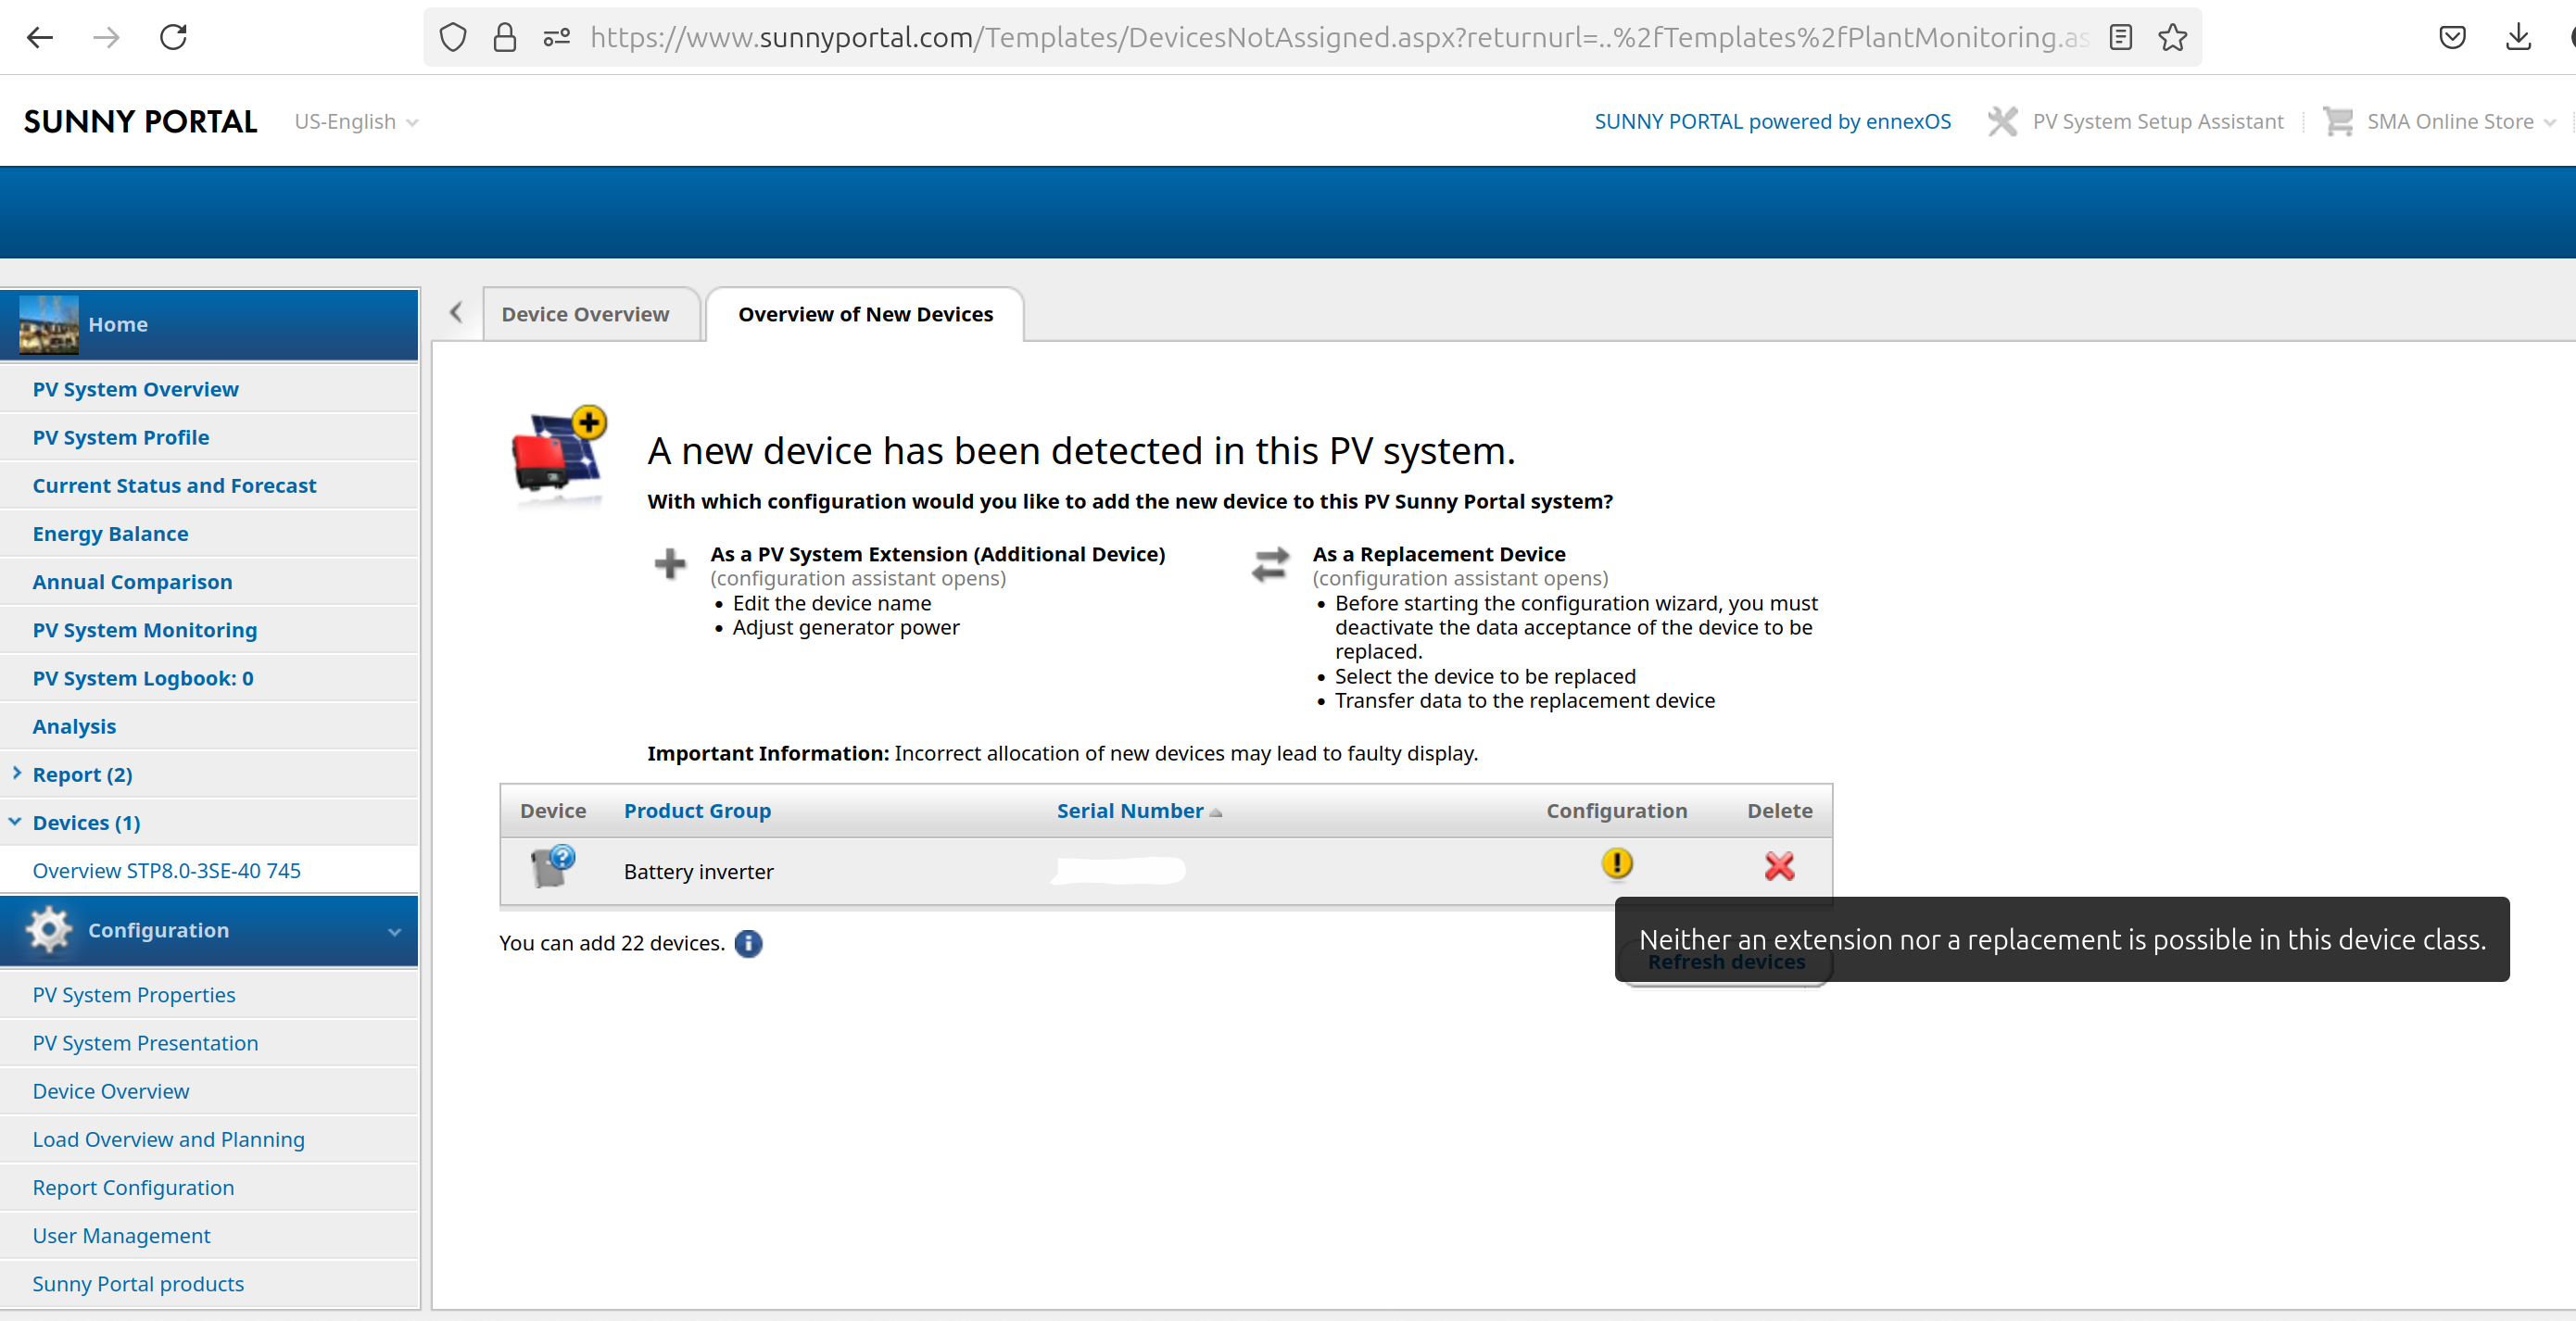 https://www.sunnyportal.com/Templates/DevicesNotAssigned.aspx?returnurl=..%2fTemplates%2fPlantMonitoring.as
SUNNY PORTAL US-English SUNNY PORTAL powered by ennexOS PV System Setup Assistant SMA Online Store
Home
PV System Overview
PV System Profile
Current Status and Forecast
Energy Balance
Annual Comparison
PV System Monitoring
PV System Logbook: 0
Analysis
Report (2)
Devices (1)
Overview STP8.0-3SE-40 745
Configuration
PV System Properties
PV System Presentation
Device Overview
Load Overview and Planning
Report Configuration
User Management
Sunny Portal products
Device Overview Overview of New Devices
A new device has been detected in this PV system.
With which configuration would you like to add the new device to this PV Sunny Portal system?
As a PV System Extension (Additional Device)
(configuration assistant opens)
• Edit the device name
• Adjust generator power
As a Replacement Device
(configuration assistant opens)
• Before starting the configuration wizard, you must
deactivate the data acceptance of the device to be
replaced.
• Select the device to be replaced
• Transfer data to the replacement device
Important Information: Incorrect allocation of new devices may lead to faulty display.
Device Product Group Serial Number Configuration Delete
Battery inverter
You can add 22 devices.
Neither an extension nor a replacement is possible in this device class.
Refresh devices